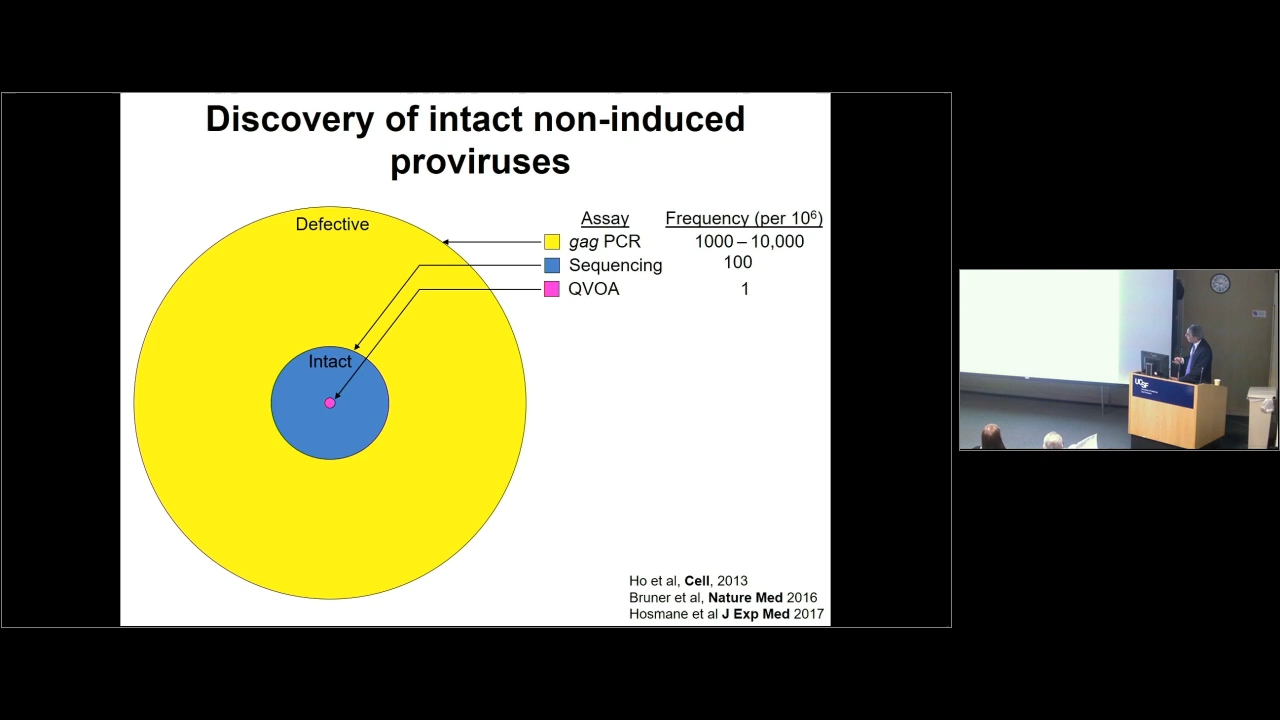 Discovery of intact non-induced
proviruses
Defective
Intact
Assay Frequency (per 10⁶)
gag PCR 1000 – 10,000
Sequencing 100
QVOA 1
Ho et al, Cell, 2013
Bruner et al, Nature Med 2016
Hosmane et al J Exp Med 2017
UCSF